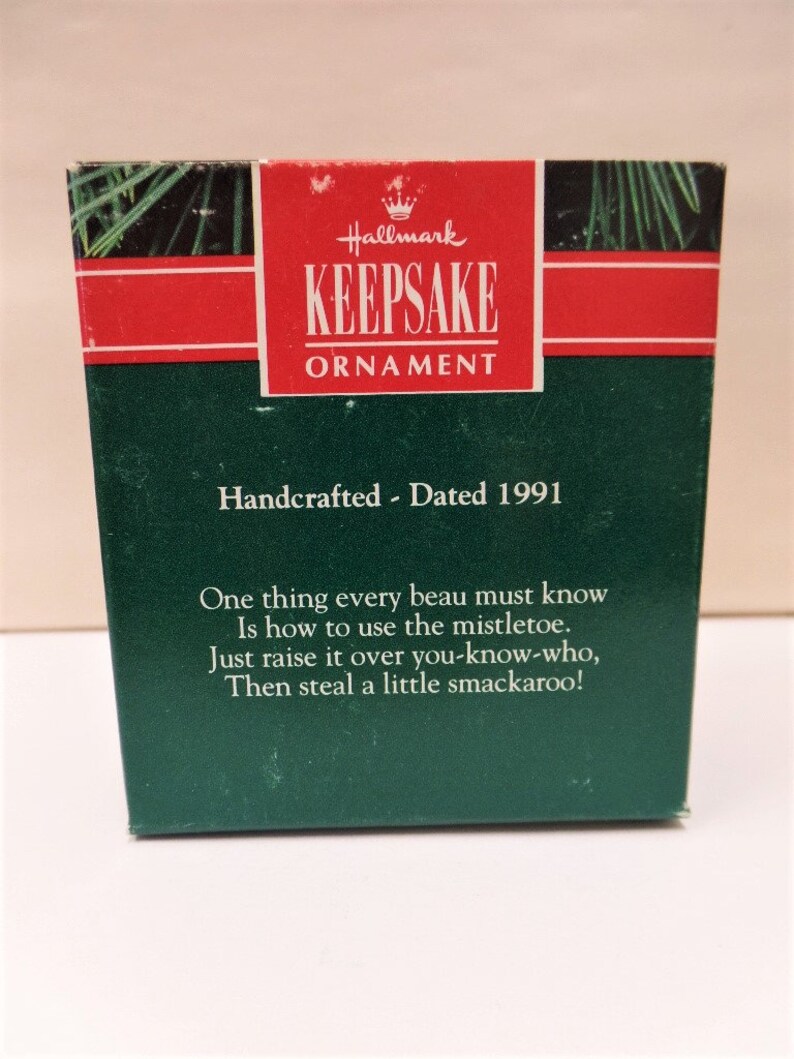 Hallmark
KEEPSAKE
ORNAMENT
Handcrafted - Dated 1991
One thing every beau must know
Is how to use the mistletoe.
Just raise it over you-know-who,
Then steal a little smackaroo!